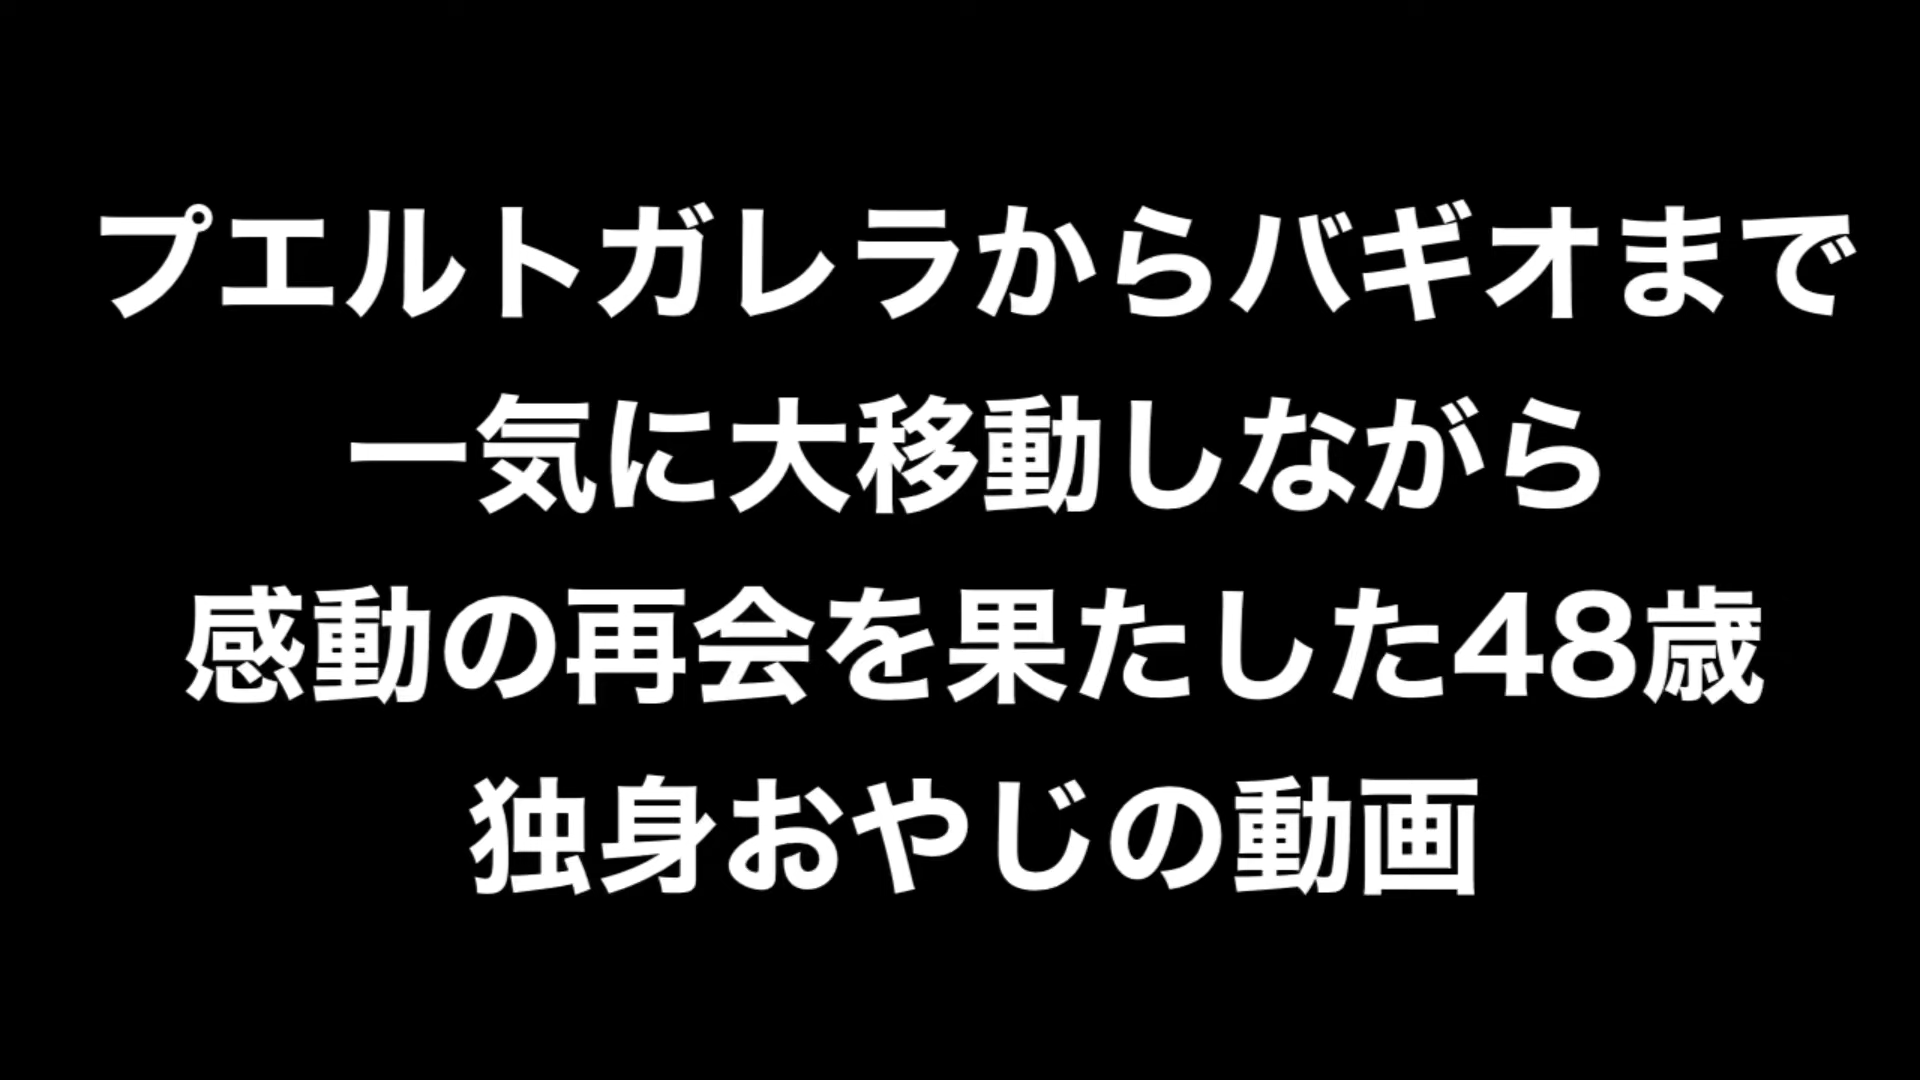 プエルトガレラからバギオまで
一気に大移動しながら
感動の再会を果たした48歳
独身おやじの動画